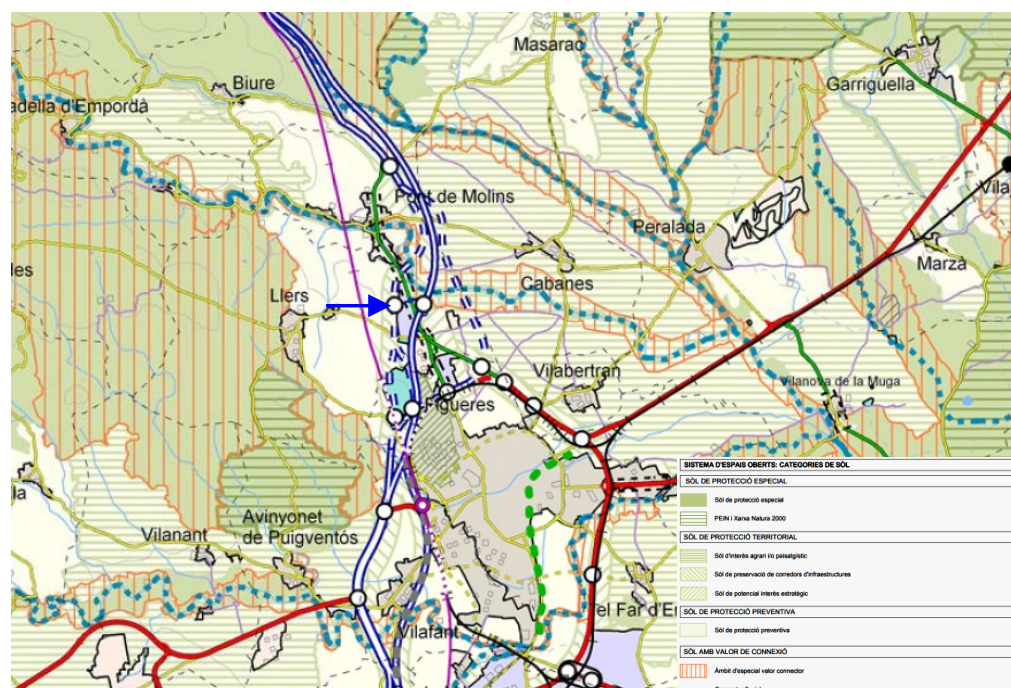 Masarac
Garriguella
Biure
adella d'Empordà
Pont de Molins
Vila
Peralada
Marzà
les
Cabanes
Llers
Vilabertran
Vilanova de la Muga
Figueres
la
Avinyonet
de Puigventós
Vilanant
el Far d'E
Vilafant
SISTEMA D'ESPAIS OBERTS: CATEGORIES DE SÒL
SÒL DE PROTECCIÓ ESPECIAL
Sòl de protecció especial
PEIN i Xarxa Natura 2000
SÒL DE PROTECCIÓ TERRITORIAL
Sòl d'interès agrari i/o paisatgístic
Sòl de preservació de corredors d'infraestructures
Sòl de potencial interès estratègic
SÒL DE PROTECCIÓ PREVENTIVA
Sòl de protecció preventiva
SÒL AMB VALOR DE CONNEXIÓ
Àmbit d'especial valor connector